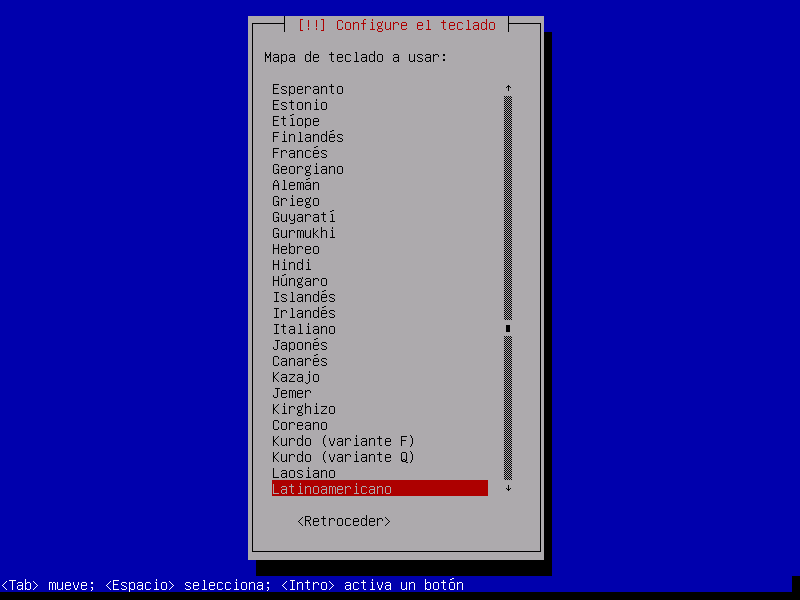 [!!] Configure el teclado
Mapa de teclado a usar:
Esperanto
Estonio
Etíope
Finlandés
Francés
Georgiano
Alemán
Griego
Guyaratí
Gurmukhi
Hebreo
Hindi
Húngaro
Islandés
Irlandés
Italiano
Japonés
Canarés
Kazajo
Jemer
Kirghizo
Coreano
Kurdo (variante F)
Kurdo (variante Q)
Laosiano
Latinoamericano
<Retroceder>
<Tab> mueve; <Espacio> selecciona; <Intro> activa un botón